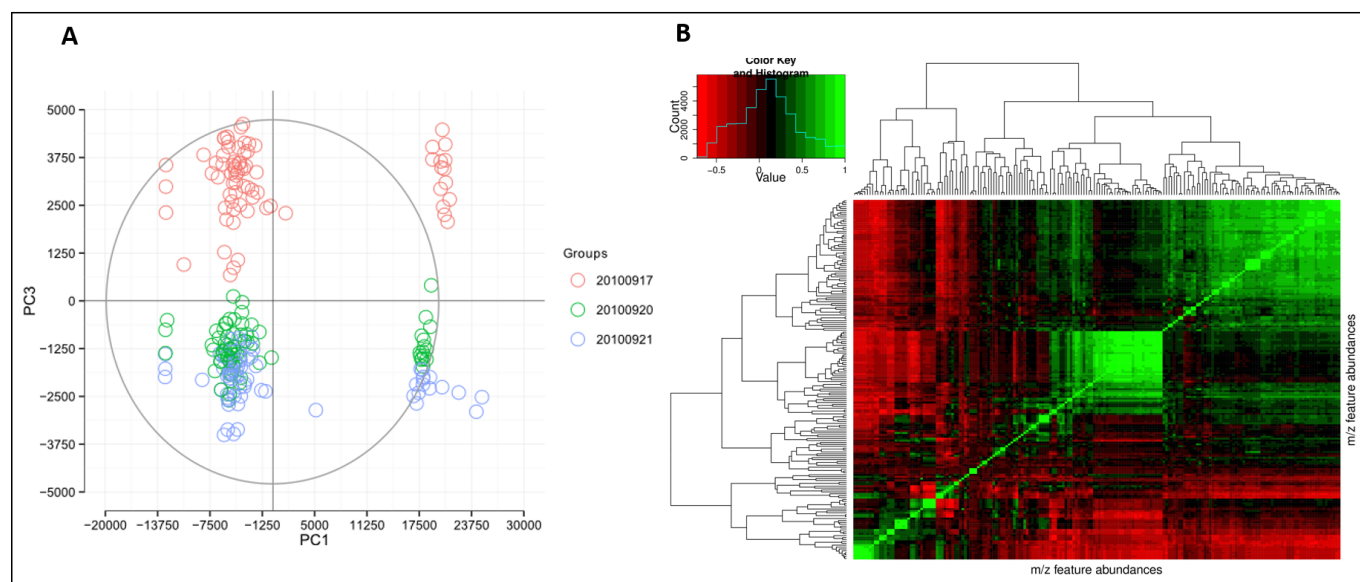 A
5000
3750
2500
1250
0
−1250
−2500
−3750
−5000
PC3
−20000 −13750 −7500 −1250 5000 11250 17500 23750 30000
PC1
Groups
20100917
20100920
20100921
B
Color Key
and Histogram
Count
0 2000 4000
−0.5 0 0.5 1
Value
m/z feature abundances
m/z feature abundances